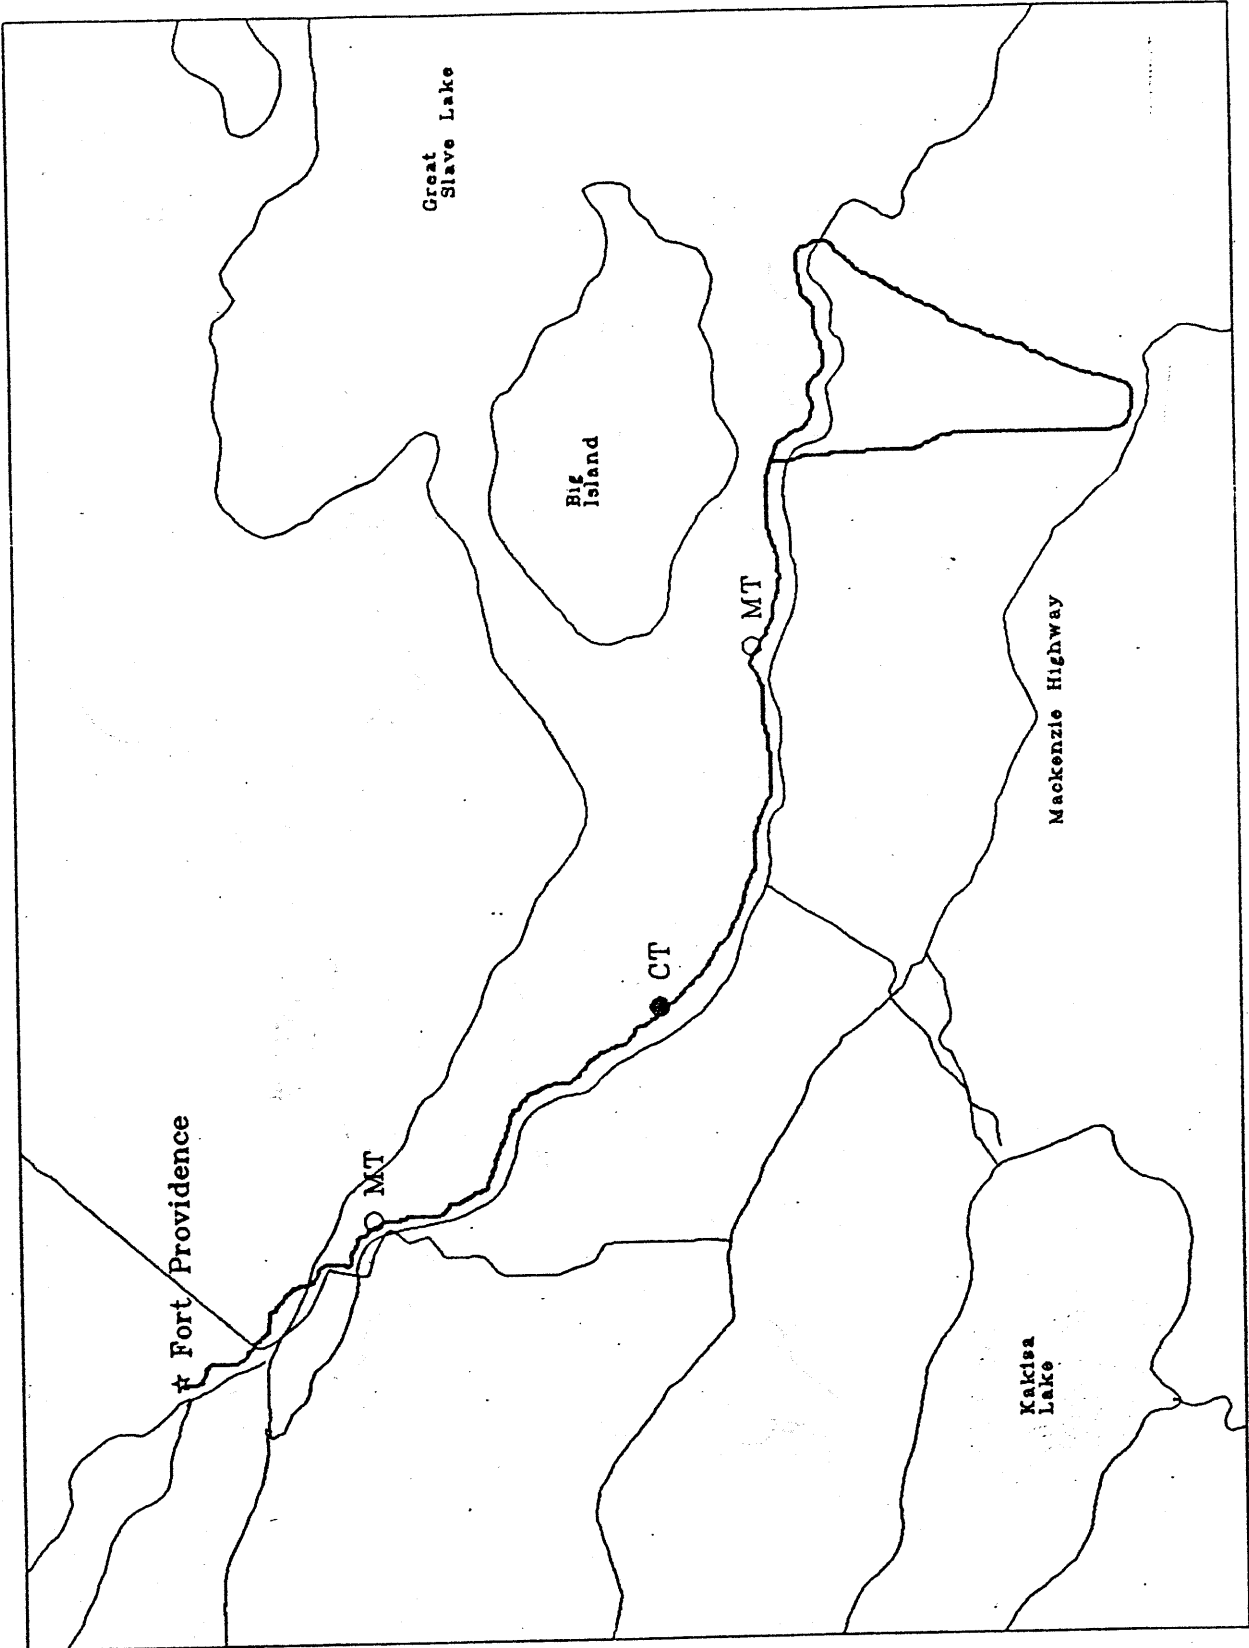 Great
Slave Lake
Big
Island
MT
Mackenzie Highway
CT
MT
☆ Fort Providence
Kakisa
Lake